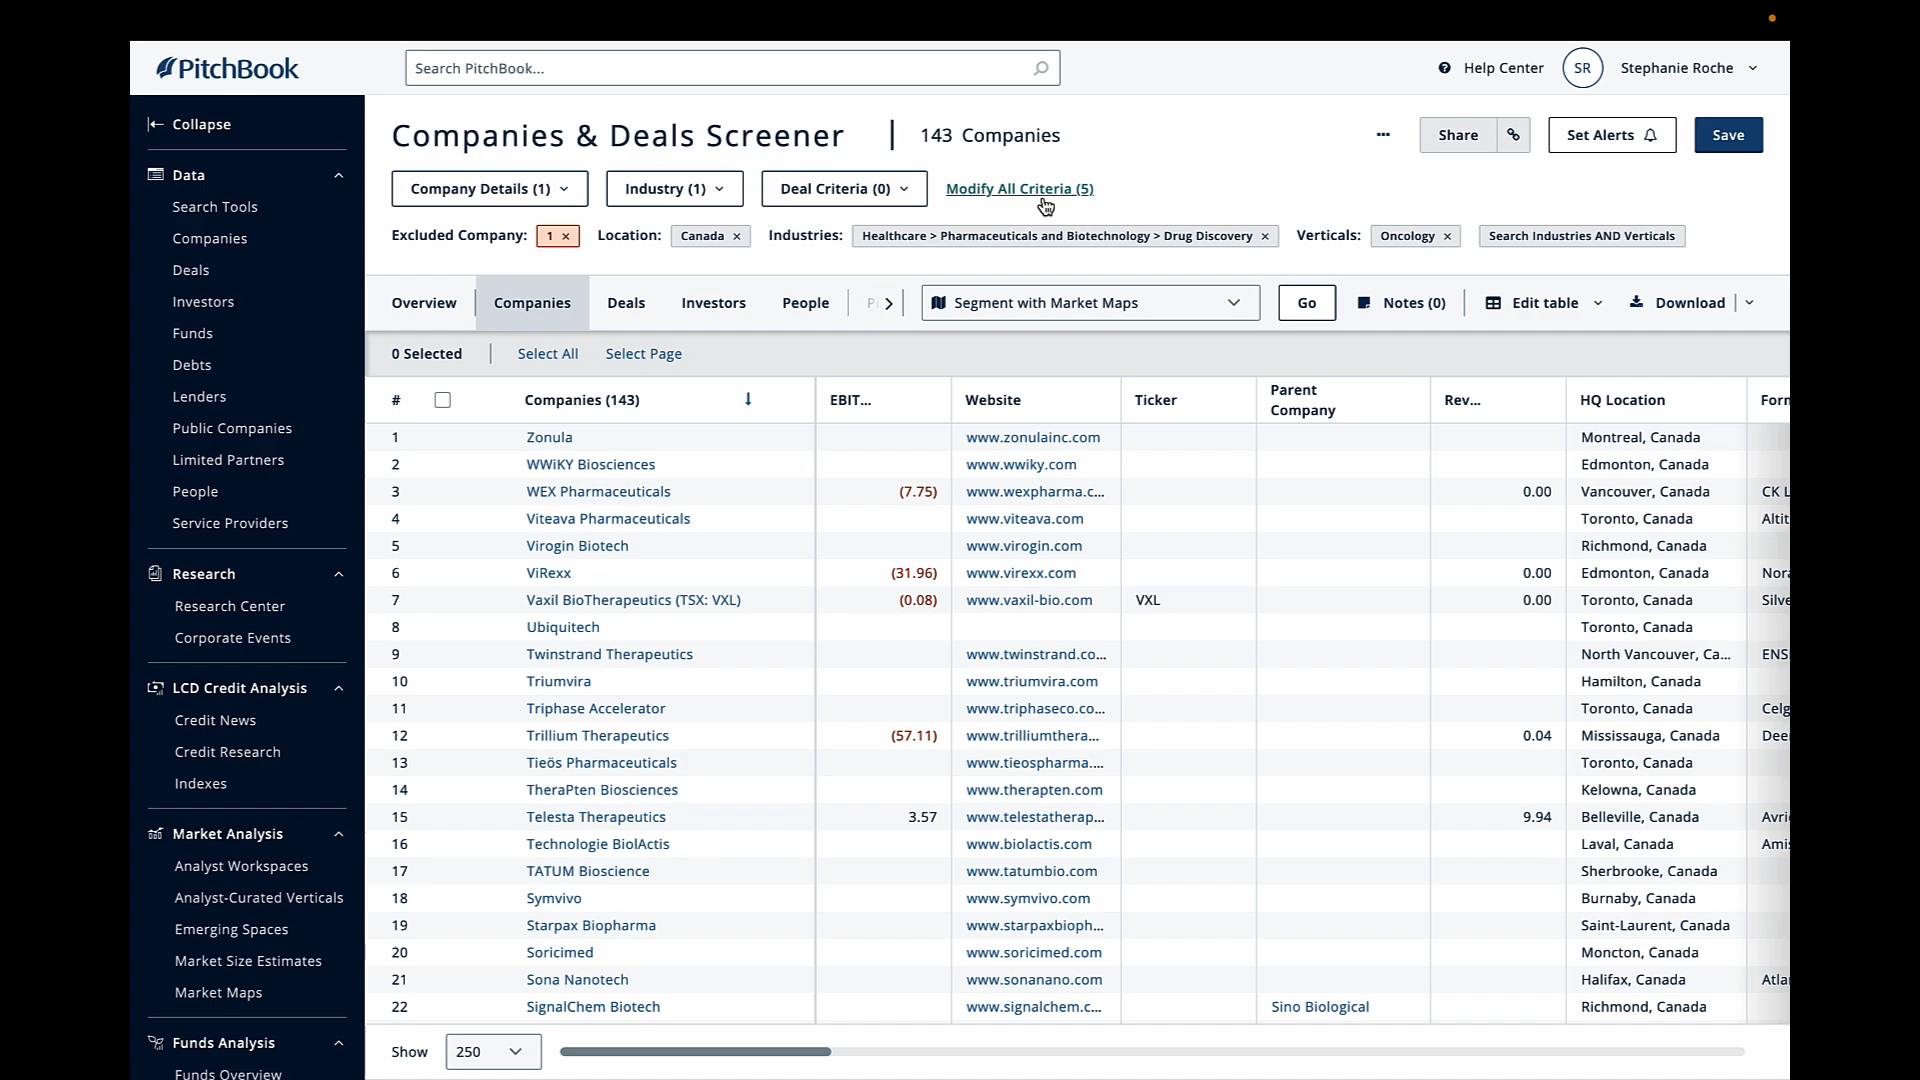 PitchBook
Search PitchBook...
Help Center
SR
Stephanie Roche
Collapse
Data
Search Tools
Companies
Deals
Investors
Funds
Debts
Lenders
Public Companies
Limited Partners
People
Service Providers
Research
Research Center
Corporate Events
LCD Credit Analysis
Credit News
Credit Research
Indexes
Market Analysis
Analyst Workspaces
Analyst-Curated Verticals
Emerging Spaces
Market Size Estimates
Market Maps
Funds Analysis
Funds Overview
Companies & Deals Screener | 143 Companies
... Share Set Alerts Save
Company Details (1) Industry (1) Deal Criteria (0) Modify All Criteria (5)
Excluded Company: 1 × Location: Canada × Industries: Healthcare > Pharmaceuticals and Biotechnology > Drug Discovery × Verticals: Oncology × Search Industries AND Verticals
Overview Companies Deals Investors People Segment with Market Maps Go Notes (0) Edit table Download
0 Selected Select All Select Page
# Companies (143) EBIT... Website Ticker Parent Company Rev... HQ Location Forn
1 Zonula www.zonulainc.com Montreal, Canada
2 WWiKY Biosciences www.wwiky.com Edmonton, Canada
3 WEX Pharmaceuticals (7.75) www.wexpharma.c... 0.00 Vancouver, Canada CK L
4 Viteava Pharmaceuticals www.viteava.com Toronto, Canada Altit
5 Virogin Biotech www.virogin.com Richmond, Canada
6 ViRexx (31.96) www.virexx.com 0.00 Edmonton, Canada Nora
7 Vaxil BioTherapeutics (TSX: VXL) (0.08) www.vaxil-bio.com VXL 0.00 Toronto, Canada Silve
8 Ubiquitech Toronto, Canada
9 Twinstrand Therapeutics www.twinstrand.co... North Vancouver, Ca... ENS
10 Triumvira www.triumvira.com Hamilton, Canada
11 Triphase Accelerator www.triphaseco.co... Toronto, Canada Celg
12 Trillium Therapeutics (57.11) www.trilliumthera... 0.04 Mississauga, Canada Deer
13 Tieös Pharmaceuticals www.tieospharma.... Toronto, Canada
14 TheraPten Biosciences www.therapten.com Kelowna, Canada
15 Telesta Therapeutics 3.57 www.telestatherap... 9.94 Belleville, Canada Avri
16 Technologie BiolActis www.biolactis.com Laval, Canada Amis
17 TATUM Bioscience www.tatumbio.com Sherbrooke, Canada
18 Symvivo www.symvivo.com Burnaby, Canada
19 Starpax Biopharma www.starpaxbioph... Saint-Laurent, Canada
20 Soricimed www.soricimed.com Moncton, Canada
21 Sona Nanotech www.sonanano.com Halifax, Canada Atla
22 SignalChem Biotech www.signalchem.c... Sino Biological Richmond, Canada
Show 250